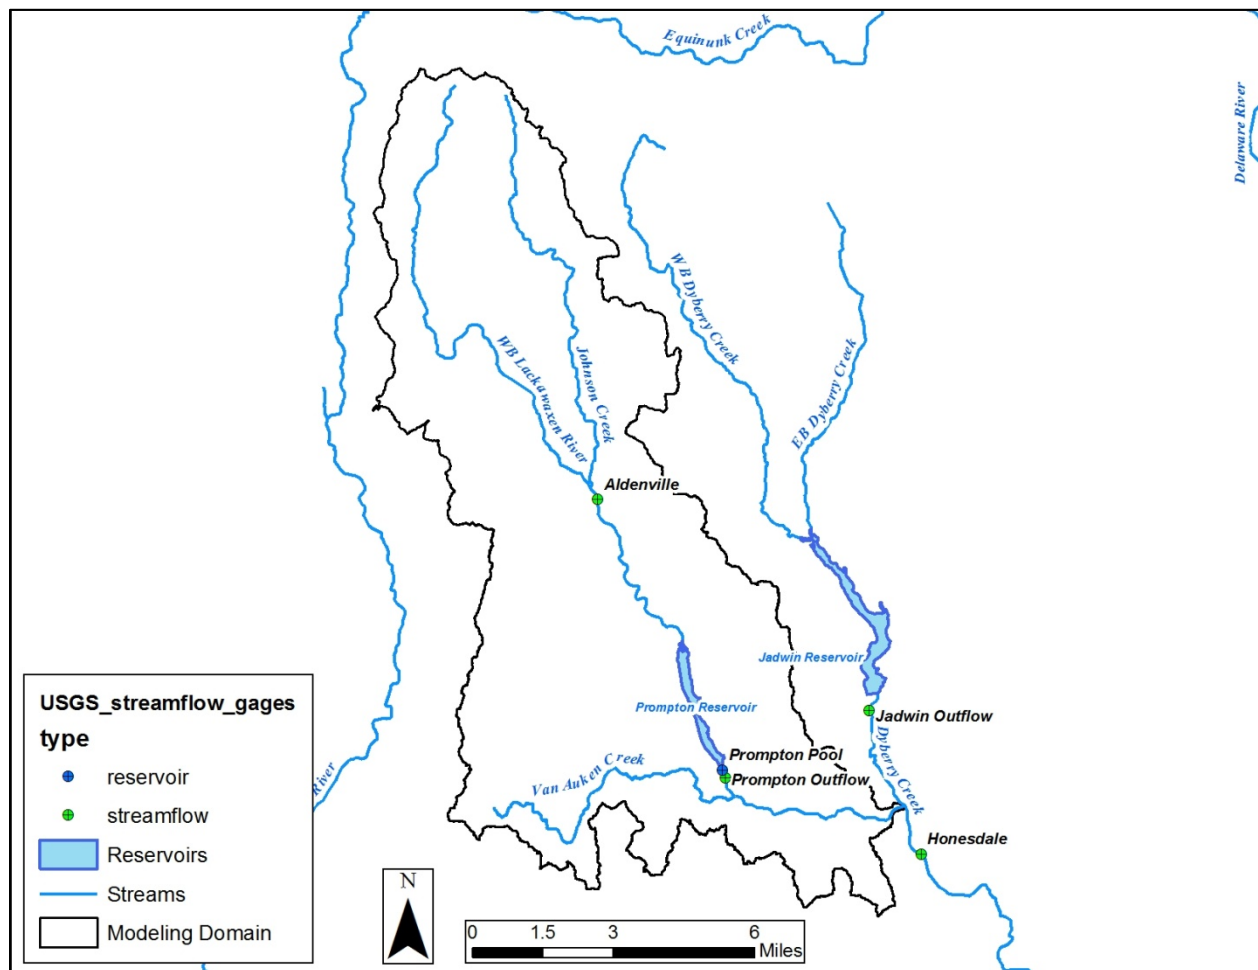 Equinunk Creek
Delaware River
WB Dyberry Creek
EB Dyberry Creek
WB Lackawaxen River
Johnson Creek
Aldenville
Jadwin Reservoir
Prompton Reservoir
Jadwin Outflow
Dyberry Creek
Prompton Pool
Prompton Outflow
Van Auken Creek
Honesdale
River
USGS_streamflow_gages
type
reservoir
streamflow
Reservoirs
Streams
Modeling Domain
N
0 1.5 3 6
Miles